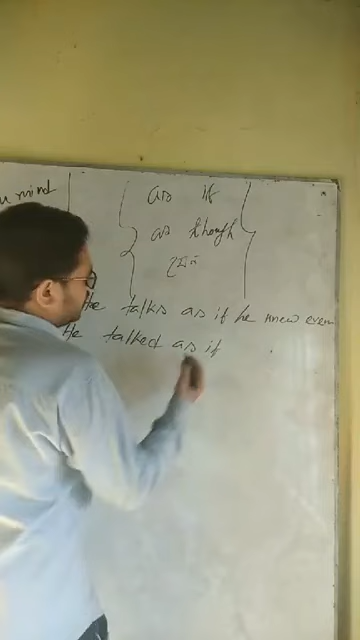 mind
as if
as though
He talks as if he knew even
He talked as if